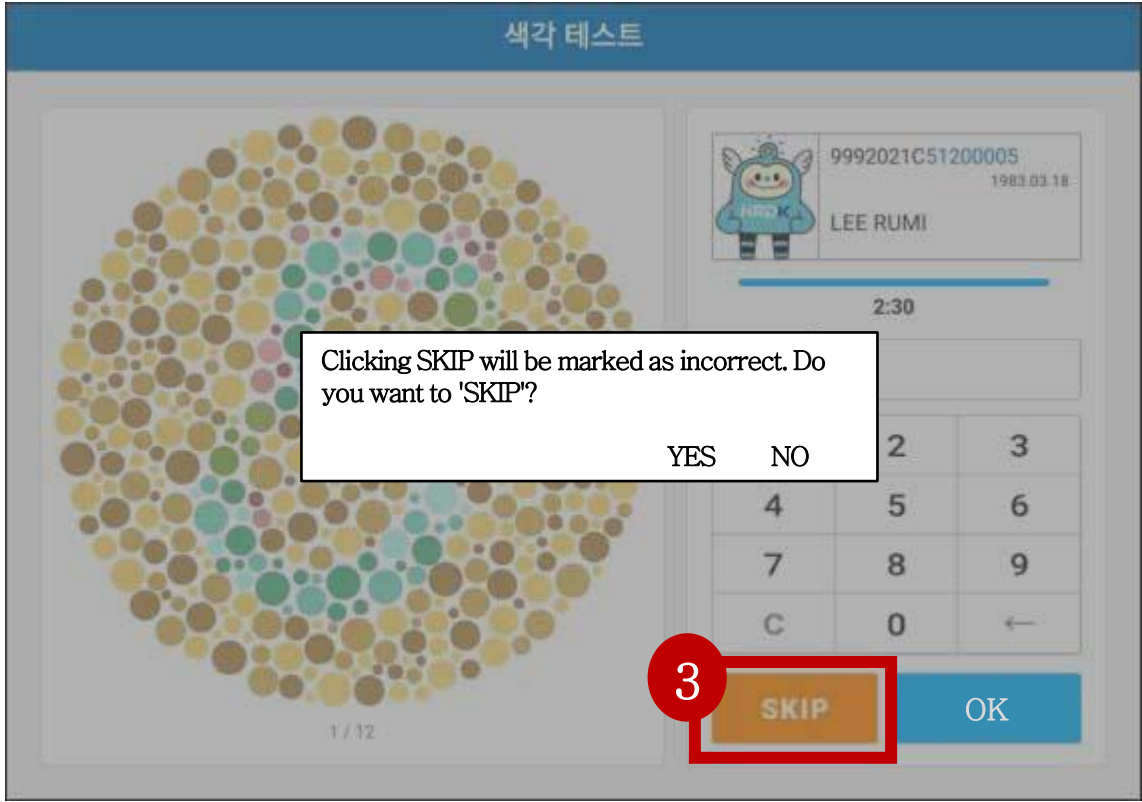 색각 테스트
9992021C51200005
1983.03.18
HRDK
LEE RUMI
2:30
Clicking SKIP will be marked as incorrect. Do
you want to 'SKIP'?
YES NO
2 3
4 5 6
7 8 9
C 0 ←
3
SKIP OK
1 / 12